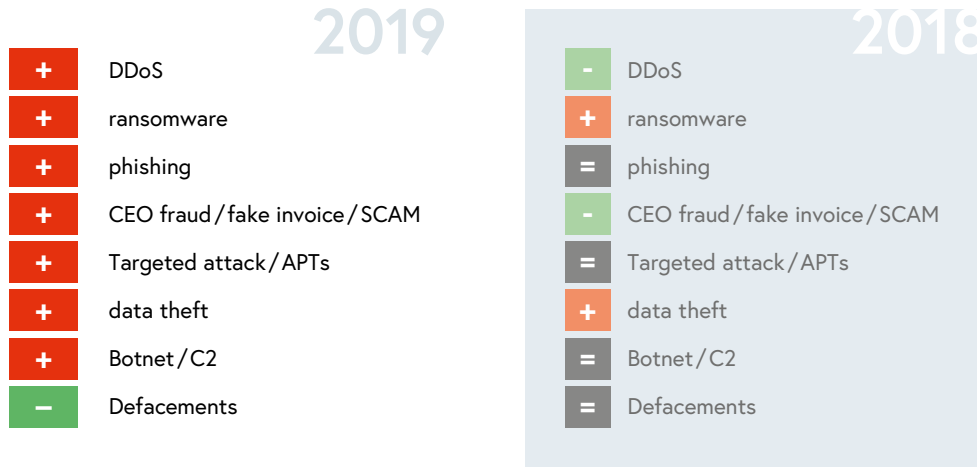 2019
+ DDoS
+ ransomware
+ phishing
+ CEO fraud/fake invoice/SCAM
+ Targeted attack/APTs
+ data theft
+ Botnet/C2
– Defacements
2018
- DDoS
+ ransomware
= phishing
- CEO fraud/fake invoice/SCAM
= Targeted attack/APTs
+ data theft
= Botnet/C2
= Defacements